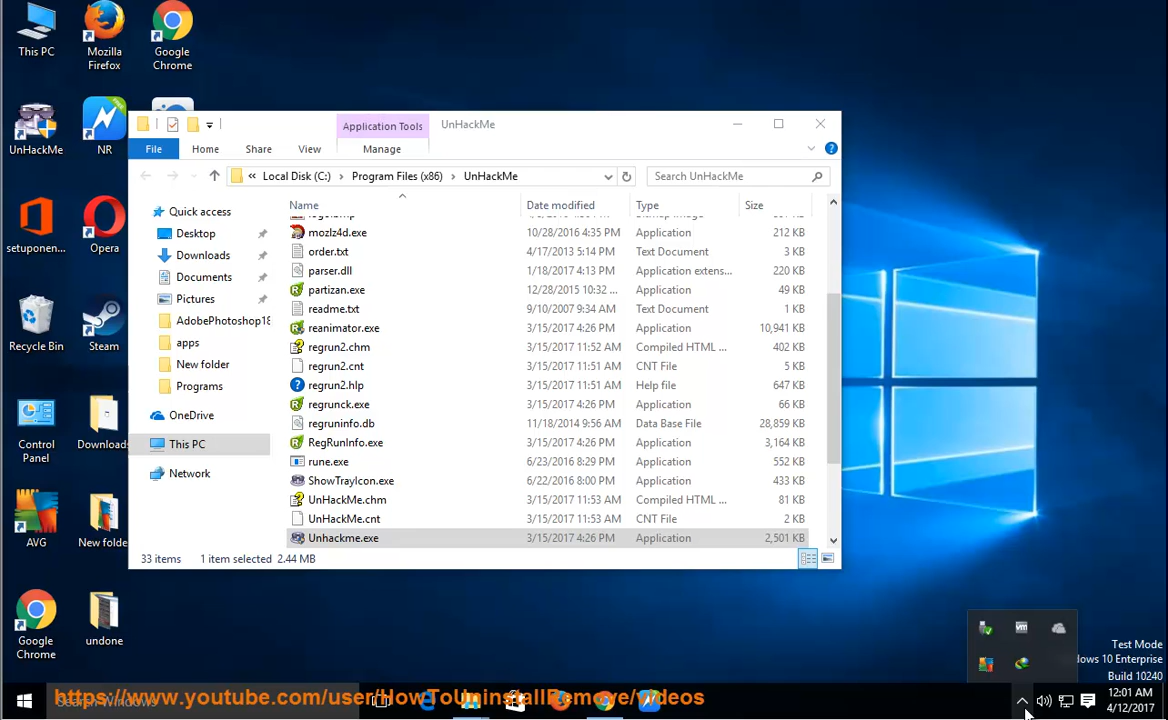 This PC
Mozilla
Firefox
Google
Chrome
UnHackMe
NR
FREE
setuponen...
Opera
Recycle Bin
Steam
Control
Panel
Downloads
AVG
New folde
Google
Chrome
undone
Application Tools
UnHackMe
File
Home
Share
View
Manage
« Local Disk (C:) > Program Files (x86) > UnHackMe
Search UnHackMe
Quick access
Desktop
Downloads
Documents
Pictures
AdobePhotoshop18
apps
New folder
Programs
OneDrive
This PC
Network
Name Date modified Type Size
mozlz4d.exe 10/28/2016 4:35 PM Application 212 KB
order.txt 4/17/2013 5:14 PM Text Document 3 KB
parser.dll 1/18/2017 4:13 PM Application extens... 220 KB
partizan.exe 12/28/2015 10:32 ... Application 49 KB
readme.txt 9/10/2007 9:34 AM Text Document 1 KB
reanimator.exe 3/15/2017 4:26 PM Application 10,941 KB
regrun2.chm 3/15/2017 11:52 AM Compiled HTML ... 402 KB
regrun2.cnt 3/15/2017 11:51 AM CNT File 5 KB
regrun2.hlp 3/15/2017 11:51 AM Help file 647 KB
regrunck.exe 3/15/2017 4:26 PM Application 66 KB
regruninfo.db 11/18/2014 9:56 AM Data Base File 28,859 KB
RegRunInfo.exe 3/15/2017 4:26 PM Application 3,164 KB
rune.exe 6/23/2016 8:29 PM Application 552 KB
ShowTrayIcon.exe 6/22/2016 8:00 PM Application 433 KB
UnHackMe.chm 3/15/2017 11:53 AM Compiled HTML ... 81 KB
UnHackMe.cnt 3/15/2017 11:53 AM CNT File 2 KB
Unhackme.exe 3/15/2017 4:26 PM Application 2,501 KB
33 items 1 item selected 2.44 MB
Test Mode
dows 10 Enterprise
Build 10240
Search Windows
https://www.youtube.com/user/HowToUninstallRemove/videos
12:01 AM
4/12/2017